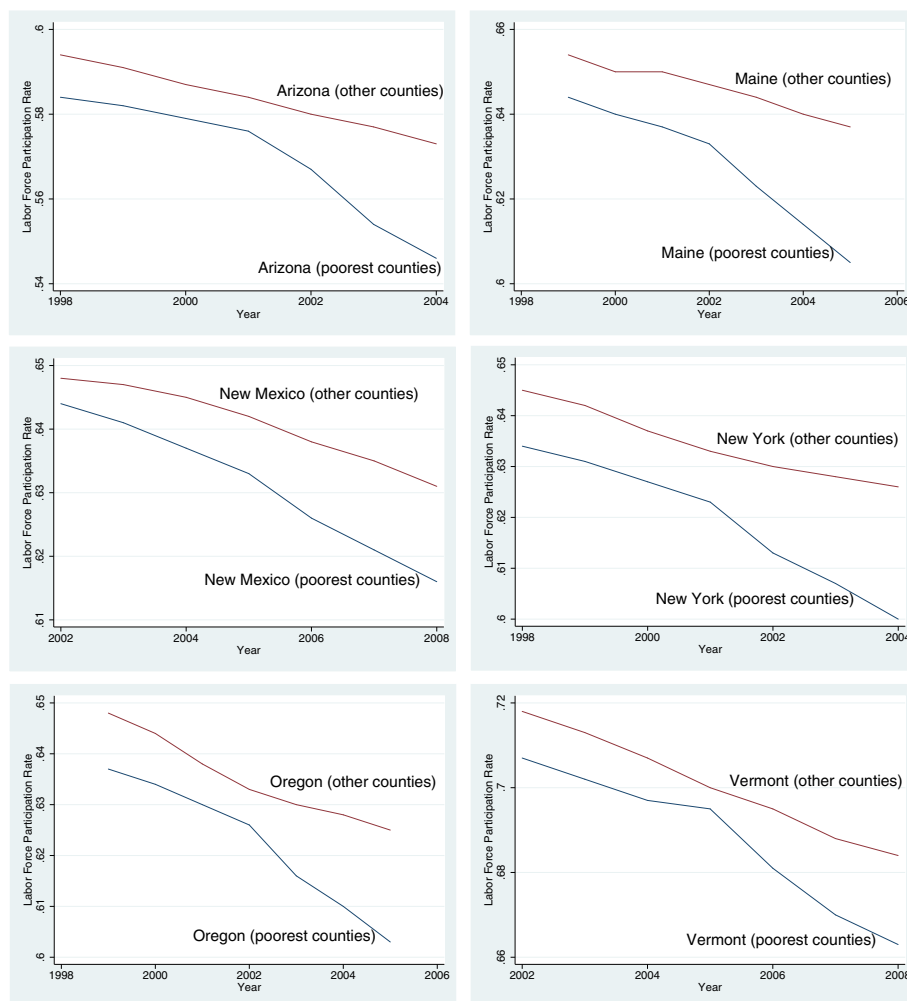 Labor Force Participation Rate
.6
.58
.56
.54
Arizona (other counties)
Arizona (poorest counties)
1998 2000 2002 2004
Year
Labor Force Participation Rate
.66
.64
.62
.6
Maine (other counties)
Maine (poorest counties)
1998 2000 2002 2004 2006
Year
Labor Force Participation Rate
.65
.64
.63
.62
.61
New Mexico (other counties)
New Mexico (poorest counties)
2002 2004 2006 2008
Year
Labor Force Participation Rate
.65
.64
.63
.62
.61
.6
New York (other counties)
New York (poorest counties)
1998 2000 2002 2004
Year
Labor Force Participation Rate
.65
.64
.63
.62
.61
.6
Oregon (other counties)
Oregon (poorest counties)
1998 2000 2002 2004 2006
Year
Labor Force Participation Rate
.72
.7
.68
.66
Vermont (other counties)
Vermont (poorest counties)
2002 2004 2006 2008
Year